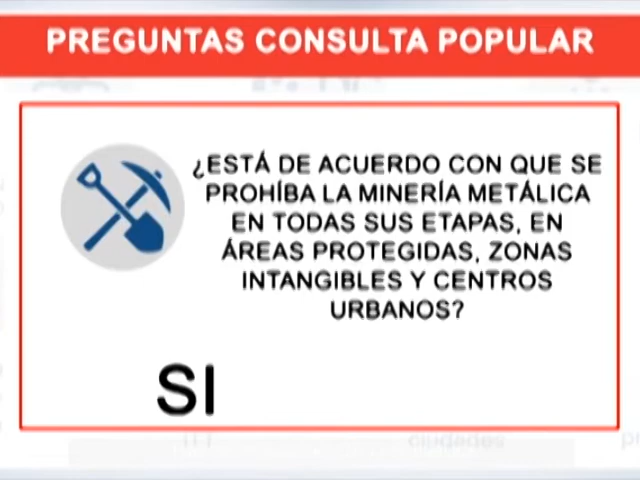 PREGUNTAS CONSULTA POPULAR
¿ESTÁ DE ACUERDO CON QUE SE
PROHÍBA LA MINERÍA METÁLICA
EN TODAS SUS ETAPAS, EN
ÁREAS PROTEGIDAS, ZONAS
INTANGIBLES Y CENTROS
URBANOS?
SI
ciudades